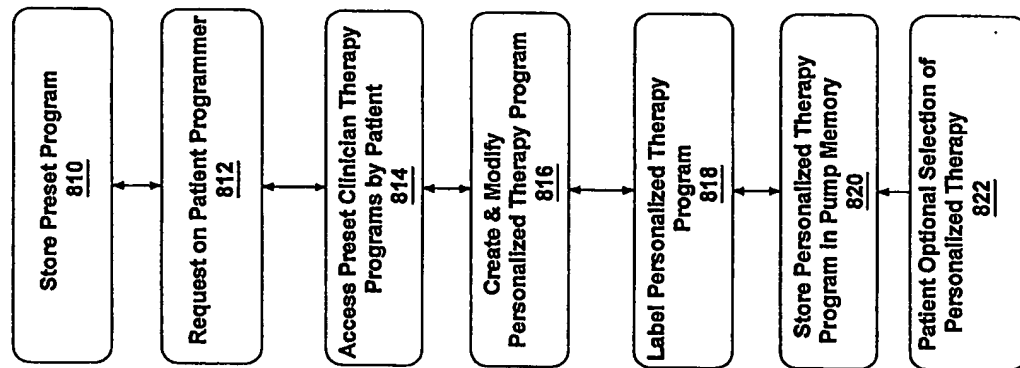 Store Preset Program
810
Request on Patient Programmer
812
Access Preset Clinician Therapy
Programs by Patient
814
Create & Modify
Personalized Therapy Program
816
Label Personalized Therapy
Program
818
Store Personalized Therapy
Program in Pump Memory
820
Patient Optional Selection of
Personalized Therapy
822